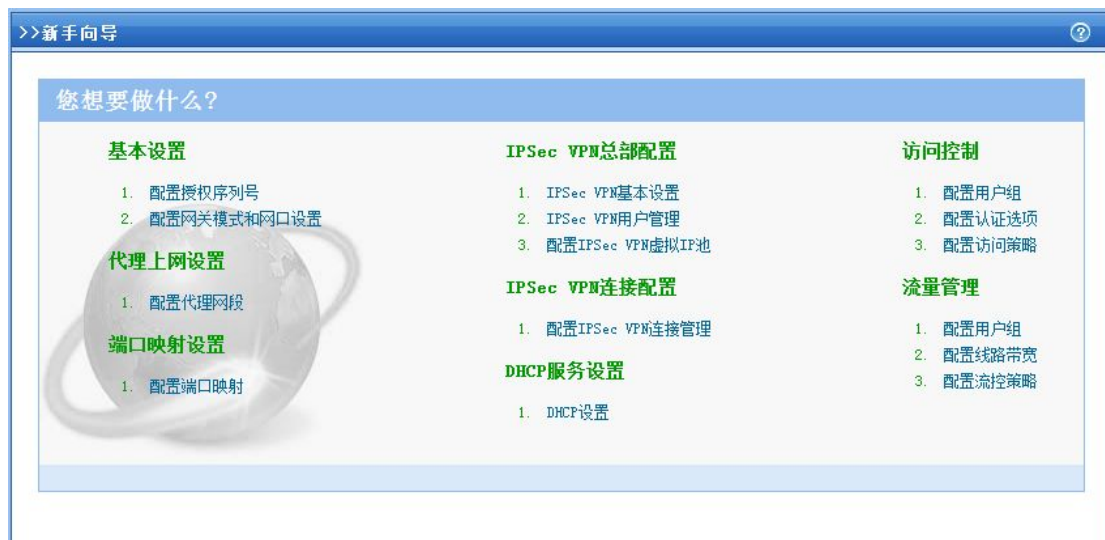 >>新手向导
您想要做什么?
基本设置
1. 配置授权序列号
2. 配置网关模式和网口设置
代理上网设置
1. 配置代理网段
端口映射设置
1. 配置端口映射
IPSec VPN总部配置
1. IPSec VPN基本设置
2. IPSec VPN用户管理
3. 配置IPSec VPN虚拟IP池
IPSec VPN连接配置
1. 配置IPSec VPN连接管理
DHCP服务设置
1. DHCP设置
访问控制
1. 配置用户组
2. 配置认证选项
3. 配置访问策略
流量管理
1. 配置用户组
2. 配置线路带宽
3. 配置流控策略